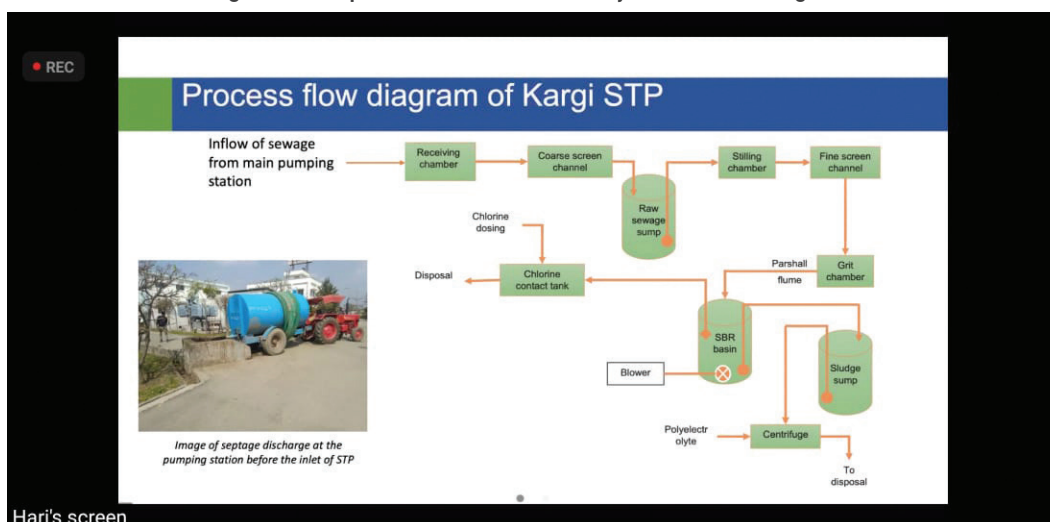 REC
Process flow diagram of Kargi STP
Inflow of sewage
from main pumping
station
Receiving
chamber
Coarse screen
channel
Raw
sewage
sump
Stilling
chamber
Fine screen
channel
Grit
chamber
Parshall
flume
SBR
basin
Blower
Sludge
sump
Chlorine
dosing
Chlorine
contact tank
Disposal
Polyelectr
olyte
Centrifuge
To
disposal
Image of septage discharge at the
pumping station before the inlet of STP
Hari's screen